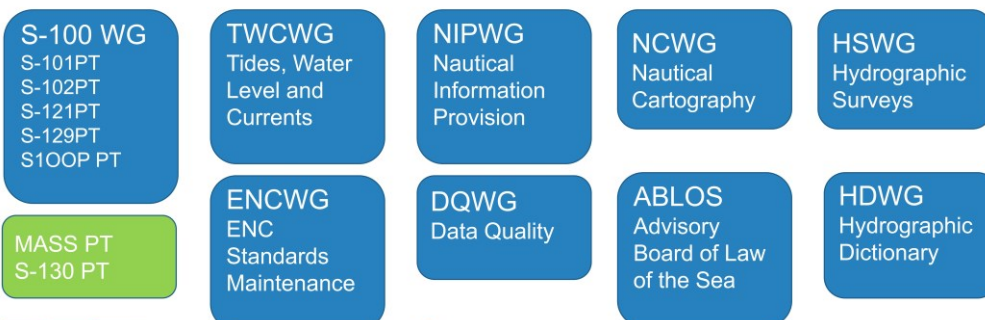 S-100 WG
S-101PT
S-102PT
S-121PT
S-129PT
S1OOP PT
TWCWG
Tides, Water
Level and
Currents
NIPWG
Nautical
Information
Provision
NCWG
Nautical
Cartography
HSWG
Hydrographic
Surveys
MASS PT
S-130 PT
ENCWG
ENC
Standards
Maintenance
DQWG
Data Quality
ABLOS
Advisory
Board of Law
of the Sea
HDWG
Hydrographic
Dictionary